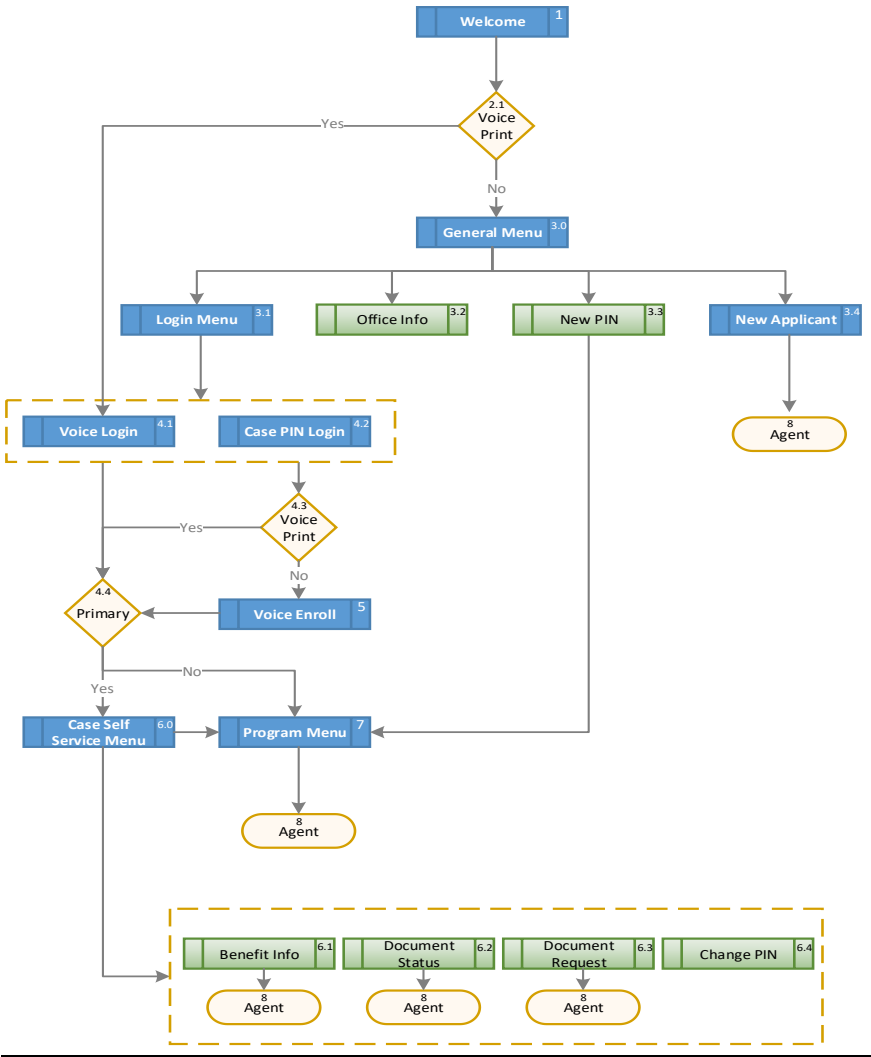 Welcome 1
2.1
Voice
Print
Yes
No
General Menu 3.0
Login Menu 3.1
Office Info 3.2
New PIN 3.3
New Applicant 3.4
8
Agent
Voice Login 4.1
Case PIN Login 4.2
4.3
Voice
Print
Yes
No
4.4
Primary
Voice Enroll 5
No
Yes
Case Self 6.0
Service Menu
Program Menu 7
8
Agent
Benefit Info 6.1
Document 6.2
Status
Document 6.3
Request
Change PIN 6.4
8
Agent
8
Agent
8
Agent